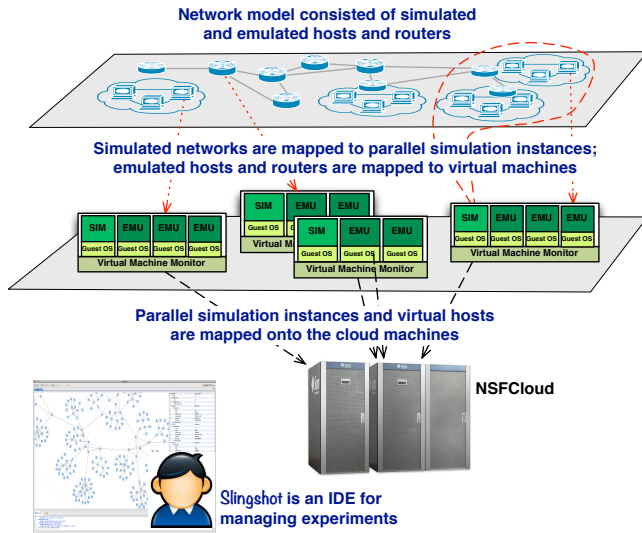 Network model consisted of simulated
and emulated hosts and routers
Simulated networks are mapped to parallel simulation instances;
emulated hosts and routers are mapped to virtual machines
SIM EMU EMU
Guest OS
Virtual
SIM EMU EMU EMU
Guest OS Guest OS Guest OS Guest OS
Virtual Machine Monitor
SIM EMU EMU
Guest OS Guest OS Guest OS
Virtual Machine Monitor
SIM EMU EMU EMU
Guest OS Guest OS Guest OS Guest OS
Virtual Machine Monitor
Parallel simulation instances and virtual hosts
are mapped onto the cloud machines
NSFCloud
Slingshot is an IDE for
managing experiments